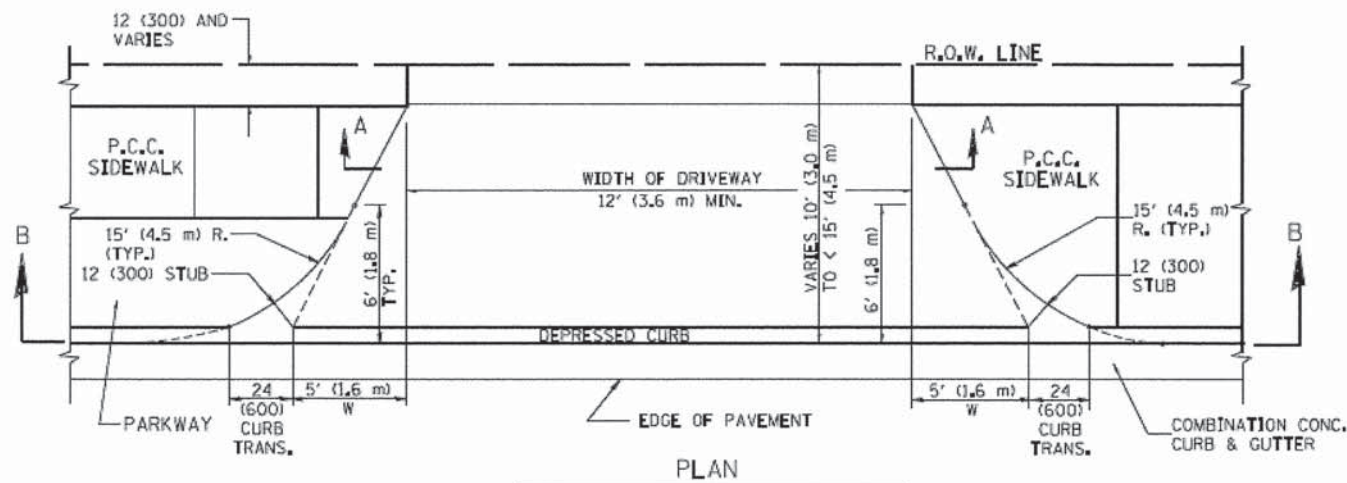 12 (300) AND
VARIES
R.O.W. LINE
A
A
P.C.C.
SIDEWALK
P.C.C.
SIDEWALK
WIDTH OF DRIVEWAY
12' (3.6 m) MIN.
VARIES 10' (3.0 m)
TO < 15' (4.5 m)
B
B
15' (4.5 m) R.
(TYP.)
12 (300) STUB
6' (1.8 m)
TYP.
6' (1.8 m)
15' (4.5 m)
R. (TYP.)
12 (300)
STUB
DEPRESSED CURB
24
(600)
CURB
TRANS.
5' (1.6 m)
W
5' (1.6 m)
W
24
(600)
CURB
TRANS.
PARKWAY
EDGE OF PAVEMENT
COMBINATION CONC.
CURB & GUTTER
PLAN